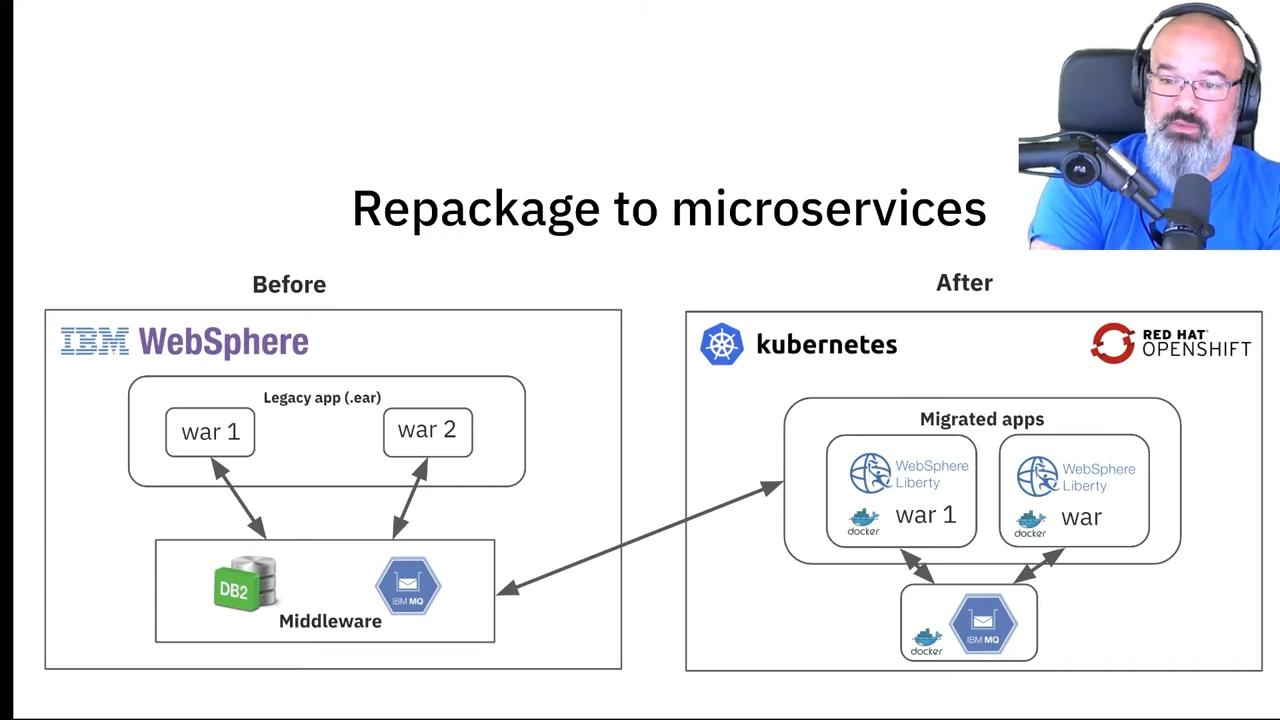 Repackage to microservices
Before
After
IBM WebSphere
kubernetes
RED HAT®
OPENSHIFT
Legacy app (.ear)
war 1
war 2
Migrated apps
WebSphere
Liberty
docker
war 1
WebSphere
Liberty
docker
war
DB2
IBM MQ
Middleware
docker
IBM MQ